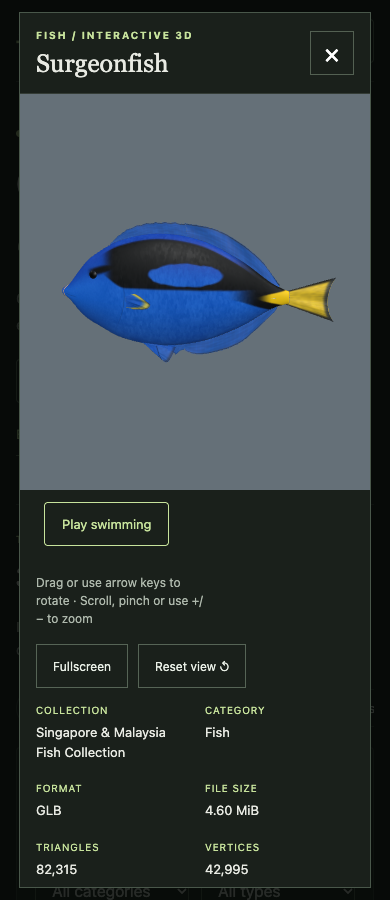 FISH / INTERACTIVE 3D
Surgeonfish
×
Play swimming
Drag or use arrow keys to
rotate · Scroll, pinch or use +/
− to zoom
Fullscreen
Reset view ↺
COLLECTION
Singapore & Malaysia
Fish Collection
CATEGORY
Fish
FORMAT
GLB
FILE SIZE
4.60 MiB
TRIANGLES
82,315
VERTICES
42,995
All categories
All types